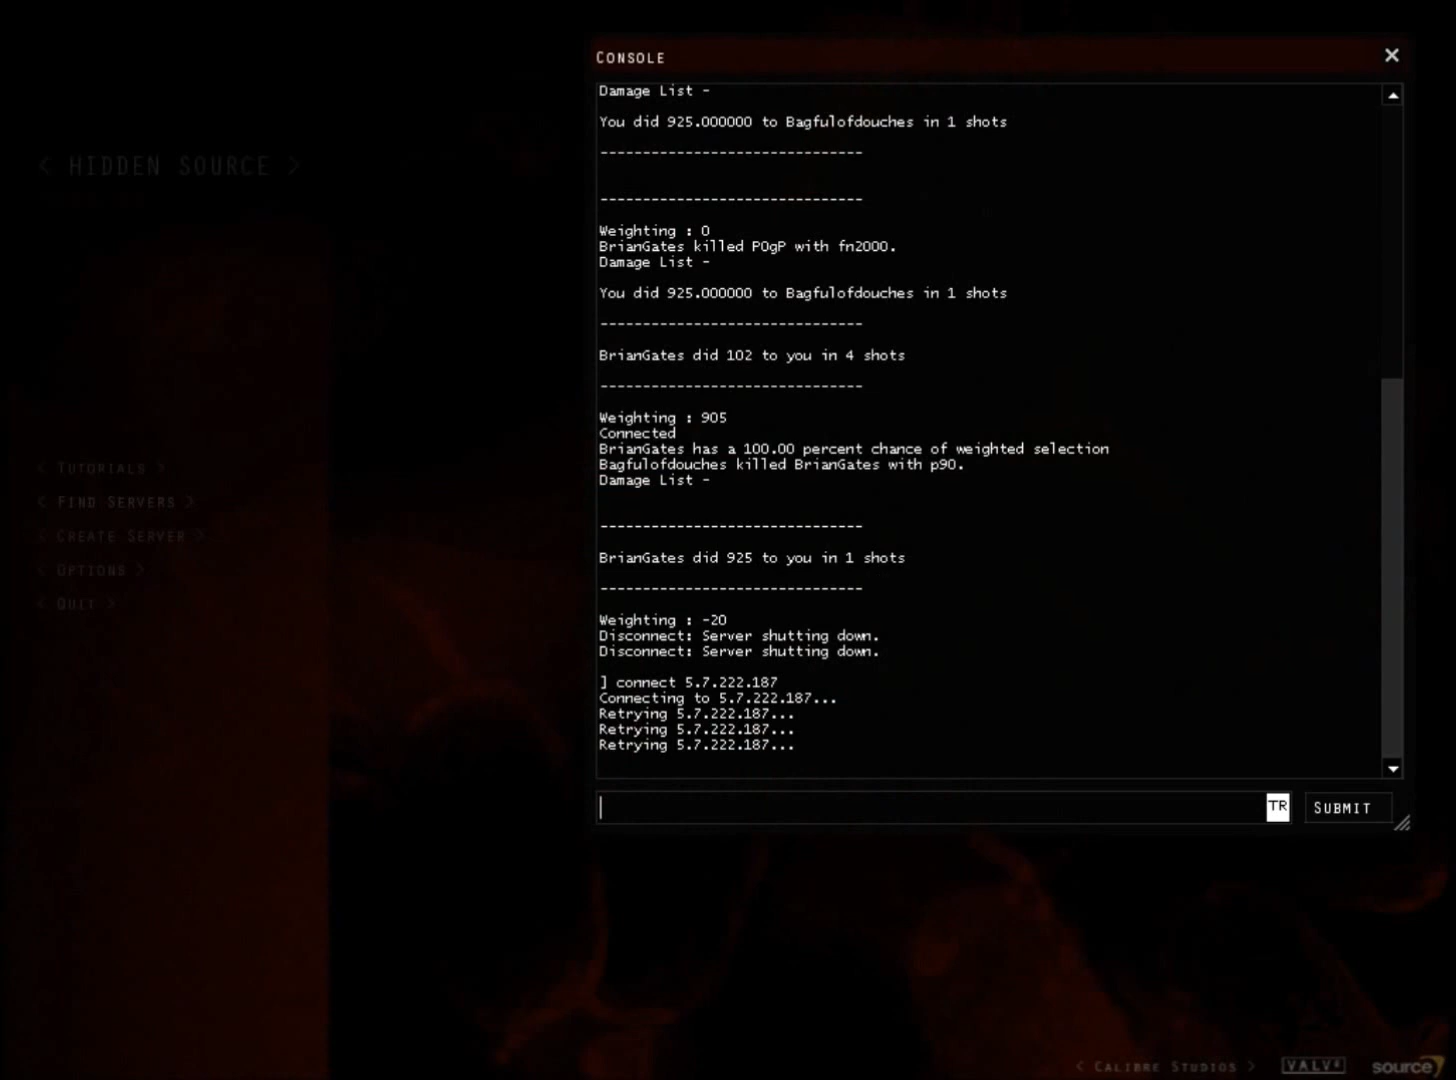 CONSOLE
Damage List -
You did 925.000000 to Bagfulofdouches in 1 shots
------------------------------
------------------------------
Weighting : 0
BrianGates killed P0gP with fn2000.
Damage List -
You did 925.000000 to Bagfulofdouches in 1 shots
------------------------------
BrianGates did 102 to you in 4 shots
------------------------------
Weighting : 905
Connected
BrianGates has a 100.00 percent chance of weighted selection
Bagfulofdouches killed BrianGates with p90.
Damage List -
------------------------------
BrianGates did 925 to you in 1 shots
------------------------------
Weighting : -20
Disconnect: Server shutting down.
Disconnect: Server shutting down.
] connect 5.7.222.187
Connecting to 5.7.222.187...
Retrying 5.7.222.187...
Retrying 5.7.222.187...
Retrying 5.7.222.187...
TR
SUBMIT
< HIDDEN SOURCE >
< TUTORIALS >
< FIND SERVERS >
< CREATE SERVER >
< OPTIONS >
< QUIT >
< CALIBRE STUDIOS >
VALVE
source